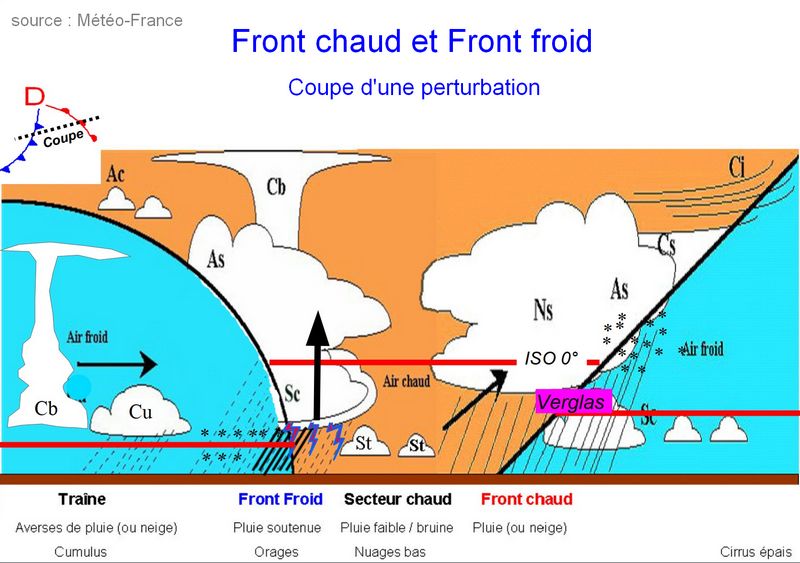 source : Météo-France
Front chaud et Front froid
Coupe d'une perturbation
D
Coupe
Ac
Cb
Ci
As
Cs
Ns
As
Air froid
Air froid
ISO 0°
Sc
Air chaud
Cb
Cu
Verglas
Sc
St
St
Traîne
Front Froid
Secteur chaud
Front chaud
Averses de pluie (ou neige)
Pluie soutenue
Pluie faible / bruine
Pluie (ou neige)
Cumulus
Orages
Nuages bas
Cirrus épais